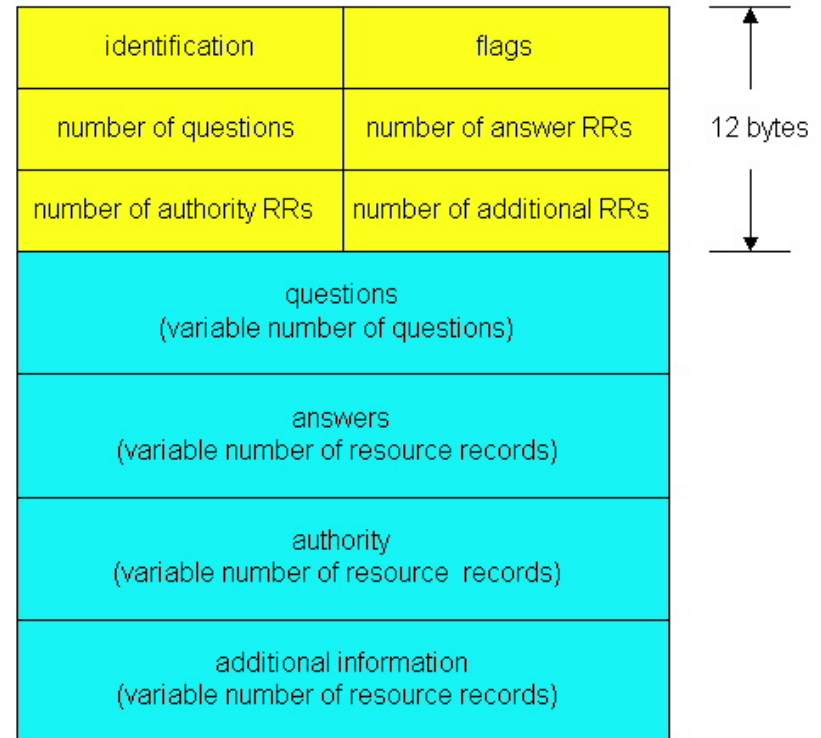 identification
flags
number of questions
number of answer RRs
12 bytes
number of authority RRs
number of additional RRs
questions
(variable number of questions)
answers
(variable number of resource records)
authority
(variable number of resource records)
additional information
(variable number of resource records)